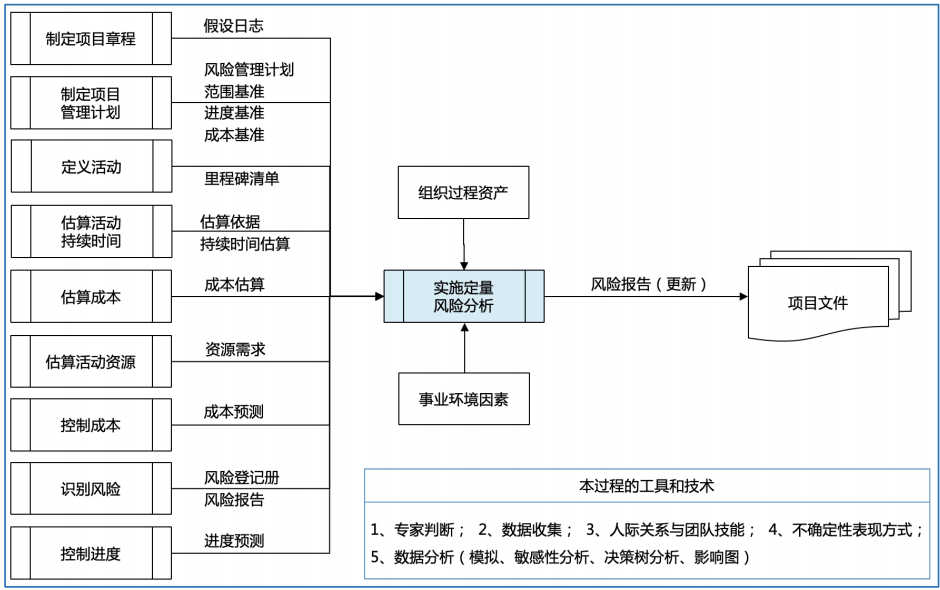 制定项目章程
假设日志
制定项目
管理计划
风险管理计划
范围基准
进度基准
成本基准
定义活动
里程碑清单
估算活动
持续时间
估算依据
持续时间估算
估算成本
成本估算
估算活动资源
资源需求
控制成本
成本预测
识别风险
风险登记册
风险报告
控制进度
进度预测
组织过程资产
实施定量
风险分析
事业环境因素
风险报告（更新）
项目文件
本过程的工具和技术
1、专家判断； 2、数据收集； 3、人际关系与团队技能； 4、不确定性表现方式；
5、数据分析（模拟、敏感性分析、决策树分析、影响图）